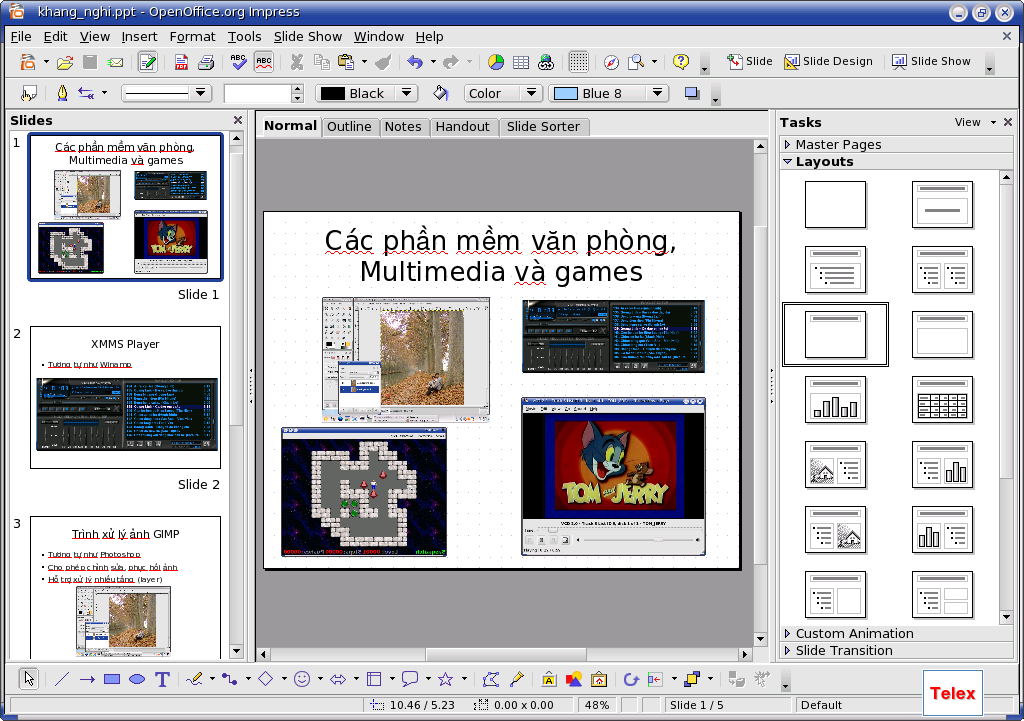 khang_nghi.ppt - OpenOffice.org Impress
File Edit View Insert Format Tools Slide Show Window Help
Slide Slide Design Slide Show
Black Color Blue 8
Slides
Normal Outline Notes Handout Slide Sorter
Tasks View
Master Pages
Layouts
1
Các phần mềm văn phòng,
Multimedia và games
Slide 1
2
XMMS Player
Tương tự như Winamp
Slide 2
3
Trình xử lý ảnh GIMP
Tương tự như Photoshop
Cho phép chỉnh sửa, phục hồi ảnh
Hỗ trợ xử lý nhiều tầng (layer)
Các phần mềm văn phòng,
Multimedia và games
TOM and JERRY
Custom Animation
Slide Transition
10.46 / 5.23 0.00 x 0.00 48% Slide 1 / 5 Default
Telex